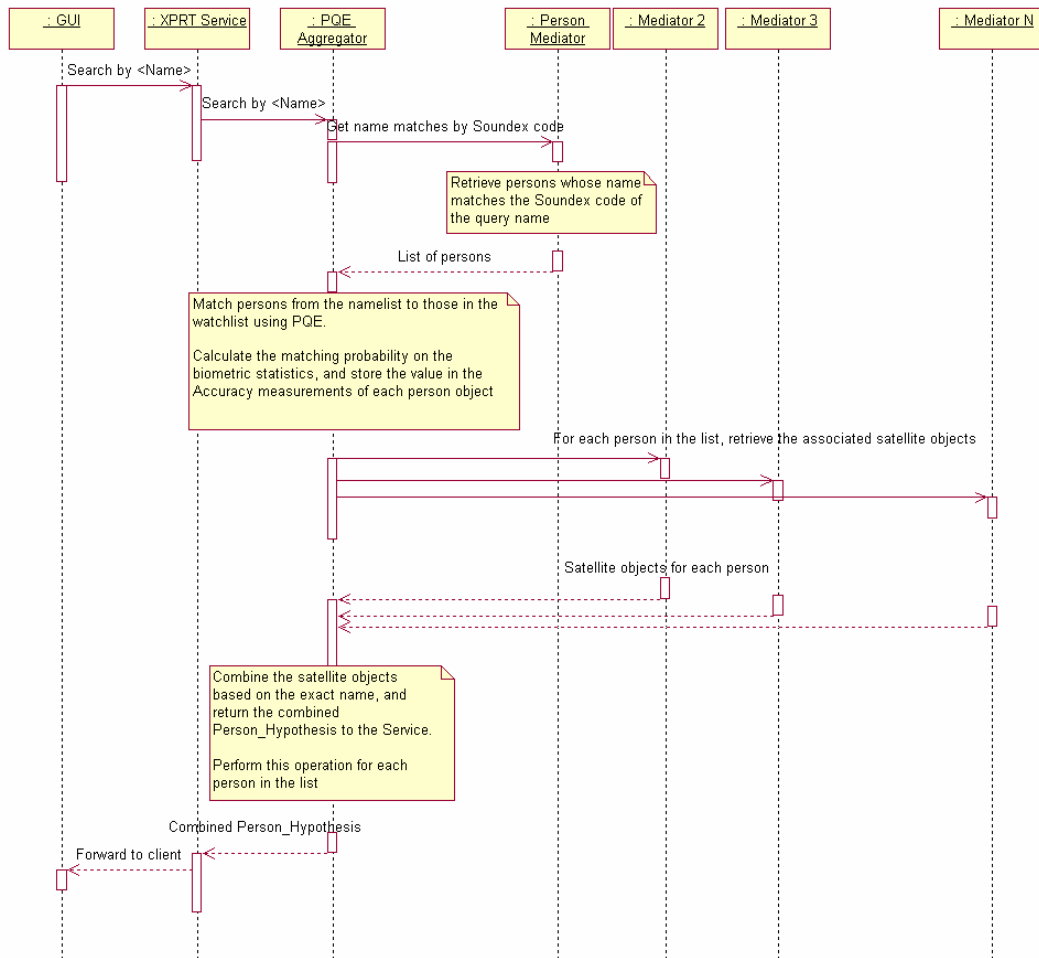 : GUI
: XPRT Service
: PQE
Aggregator
: Person
Mediator
: Mediator 2
: Mediator 3
: Mediator N
Search by <Name>
Search by <Name>
Get name matches by Soundex code
Retrieve persons whose name
matches the Soundex code of
the query name
List of persons
Match persons from the namelist to those in the
watchlist using PQE.
Calculate the matching probability on the
biometric statistics, and store the value in the
Accuracy measurements of each person object
For each person in the list, retrieve the associated satellite objects
Satellite objects for each person
Combine the satellite objects
based on the exact name, and
return the combined
Person_Hypothesis to the Service.
Perform this operation for each
person in the list
Combined Person_Hypothesis
Forward to client